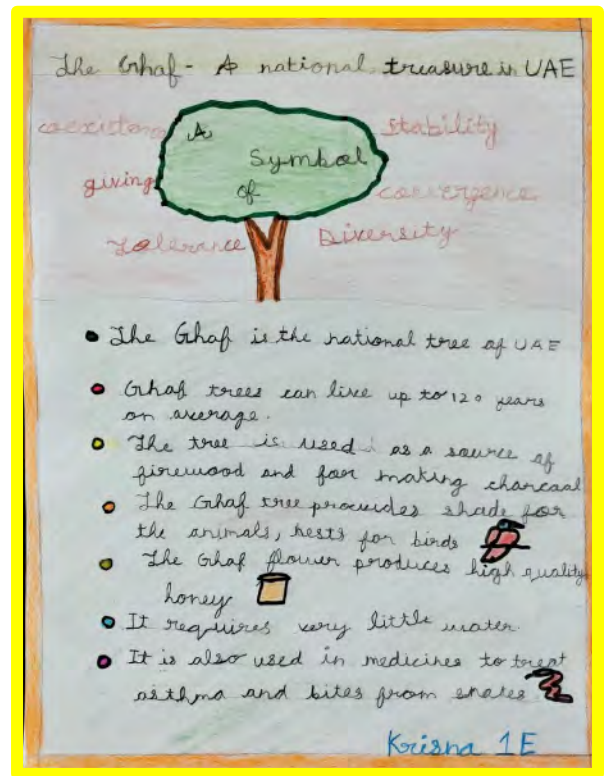 The Ghaf - A national treasure in UAE
coexistence A Stability
Symbol
giving of convergence
Tolerance Diversity
The Ghaf is the national tree of UAE
Ghaf trees can live up to 120 years
on average.
The tree is used as a source of
firewood and for making charcoal
The Ghaf tree provides shade for
the animals, nests for birds
The Ghaf flower produces high quality
honey
It requires very little water.
It is also used in medicines to treat
asthma and bites from snakes
Krisna 1E